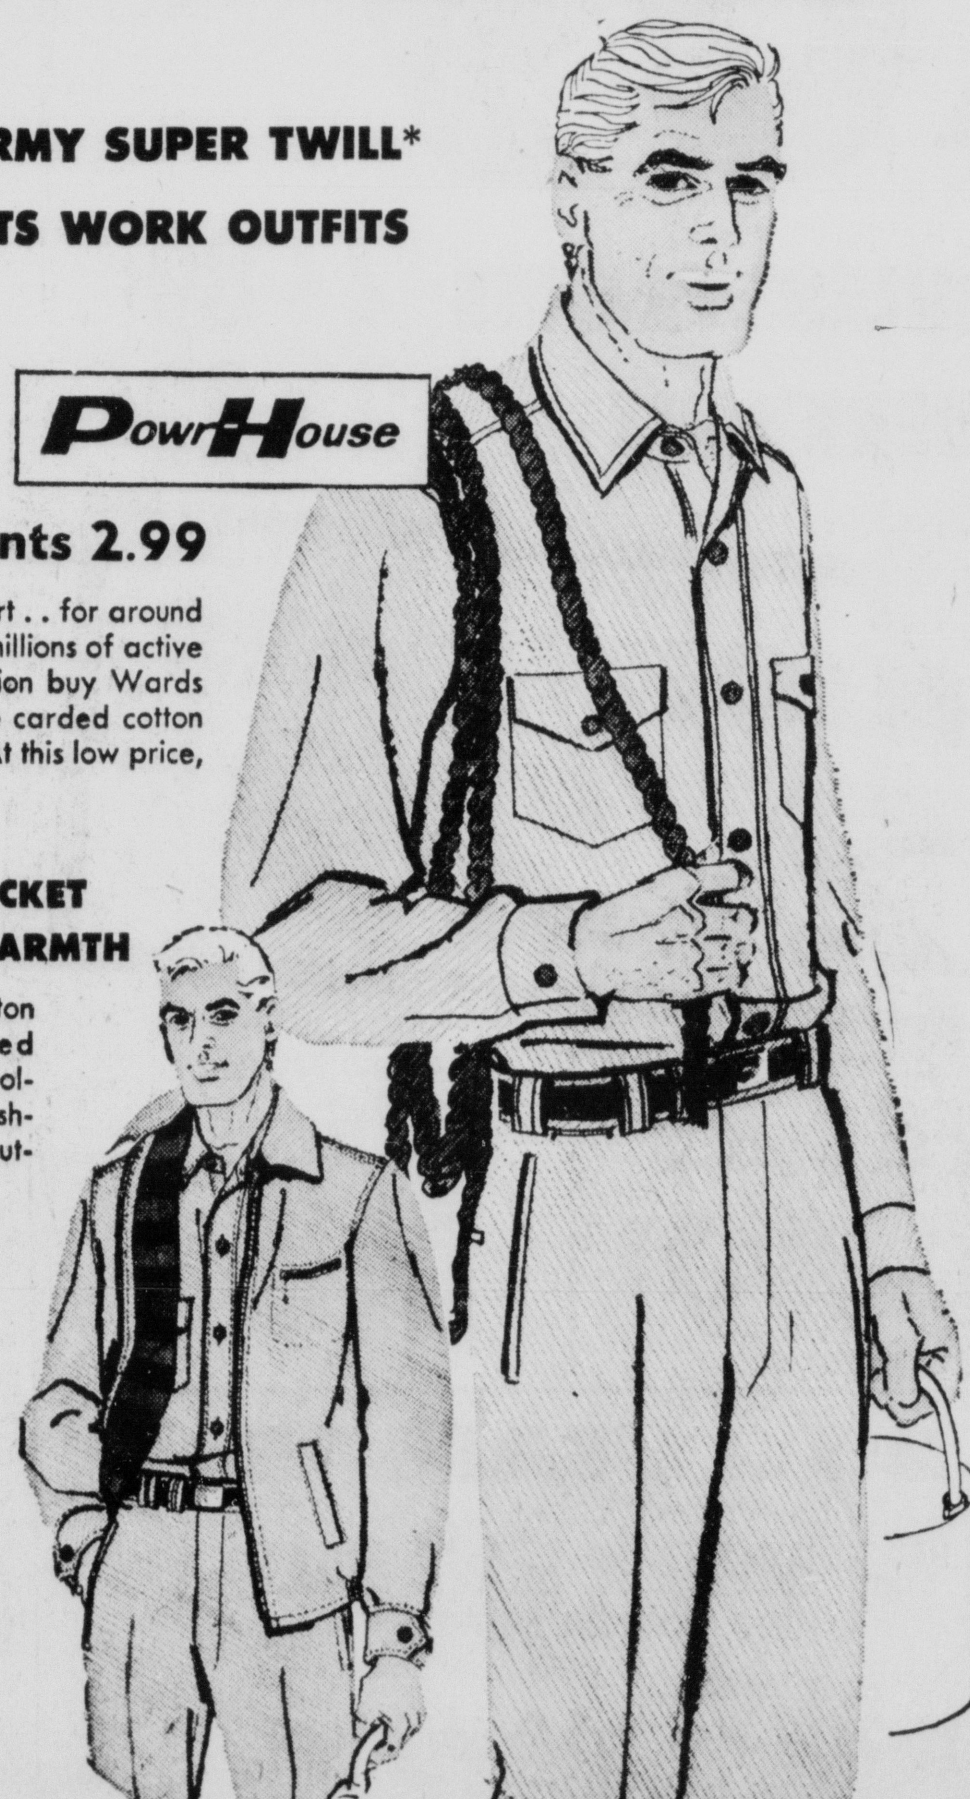 RMY SUPER TWILL*
TS WORK OUTFITS
PowrHouse
nts 2.99
rt . . for around
illions of active
ion buy Wards
carded cotton
t this low price,
CKET
ARMTH
ton
ed
ol-
sh-
ut-